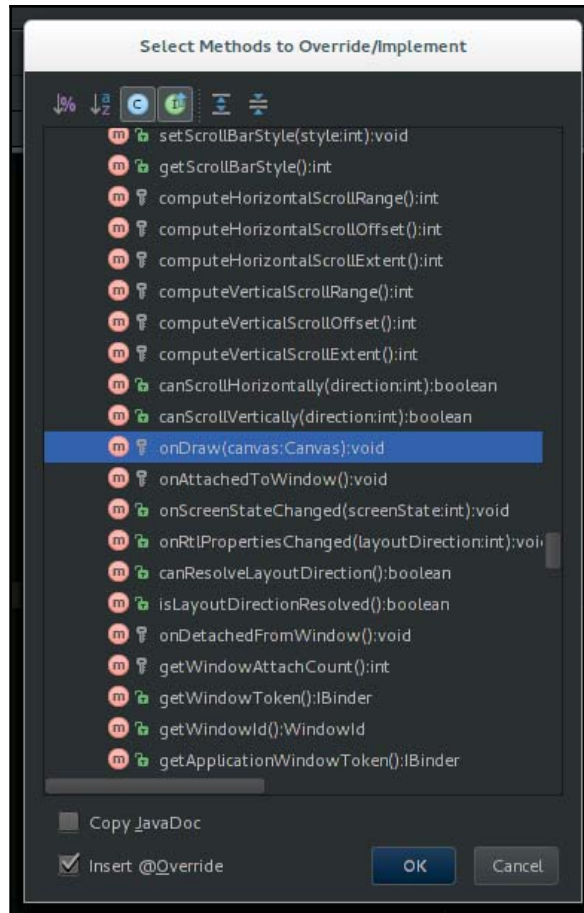 Select Methods to Override/Implement
setScrollBarStyle(style:int):void
getScrollBarStyle():int
computeHorizontalScrollRange():int
computeHorizontalScrollOffset():int
computeHorizontalScrollExtent():int
computeVerticalScrollRange():int
computeVerticalScrollOffset():int
computeVerticalScrollExtent():int
canScrollHorizontally(direction:int):boolean
canScrollVertically(direction:int):boolean
onDraw(canvas:Canvas):void
onAttachedToWindow():void
onScreenStateChanged(screenState:int):void
onRtlPropertiesChanged(layoutDirection:int):voi
canResolveLayoutDirection():boolean
isLayoutDirectionResolved():boolean
onDetachedFromWindow():void
getWindowAttachCount():int
getWindowToken():IBinder
getWindowId():WindowId
getApplicationWindowToken():IBinder
Copy JavaDoc
Insert @Override
OK Cancel